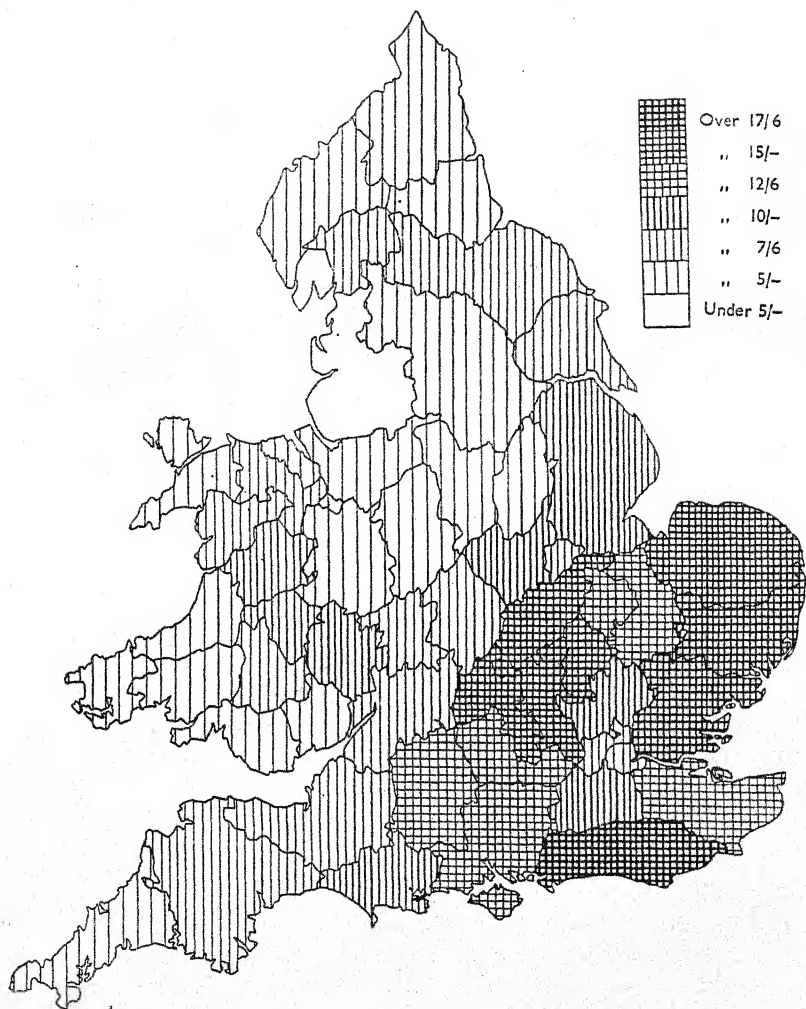 Over 17/6
,, 15/–
,, 12/6
,, 10/–
,, 7/6
,, 5/–
Under 5/–